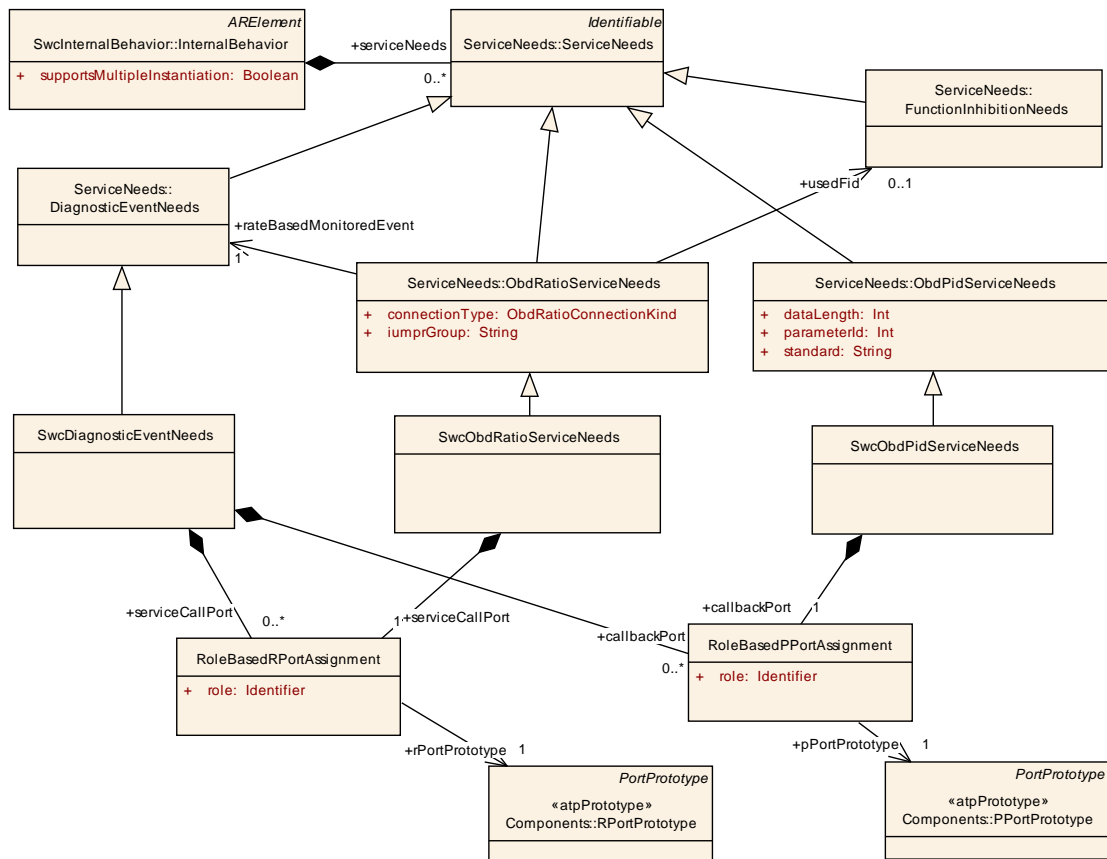 ARElement
SwcInternalBehavior::InternalBehavior
+ supportsMultipleInstantiation: Boolean
+serviceNeeds
0..*
Identifiable
ServiceNeeds::ServiceNeeds
ServiceNeeds::
FunctionInhibitionNeeds
ServiceNeeds::
DiagnosticEventNeeds
+usedFid
0..1
+rateBasedMonitoredEvent
1
ServiceNeeds::ObdRatioServiceNeeds
+ connectionType: ObdRatioConnectionKind
+ iumprGroup: String
ServiceNeeds::ObdPidServiceNeeds
+ dataLength: Int
+ parameterId: Int
+ standard: String
SwcDiagnosticEventNeeds
SwcObdRatioServiceNeeds
SwcObdPidServiceNeeds
+serviceCallPort
0..*
1
+serviceCallPort
+callbackPort
1
+callbackPort
0..*
RoleBasedRPortAssignment
+ role: Identifier
RoleBasedPPortAssignment
+ role: Identifier
+rPortPrototype
1
+pPortPrototype
1
PortPrototype
«atpPrototype»
Components::RPortPrototype
PortPrototype
«atpPrototype»
Components::PPortPrototype